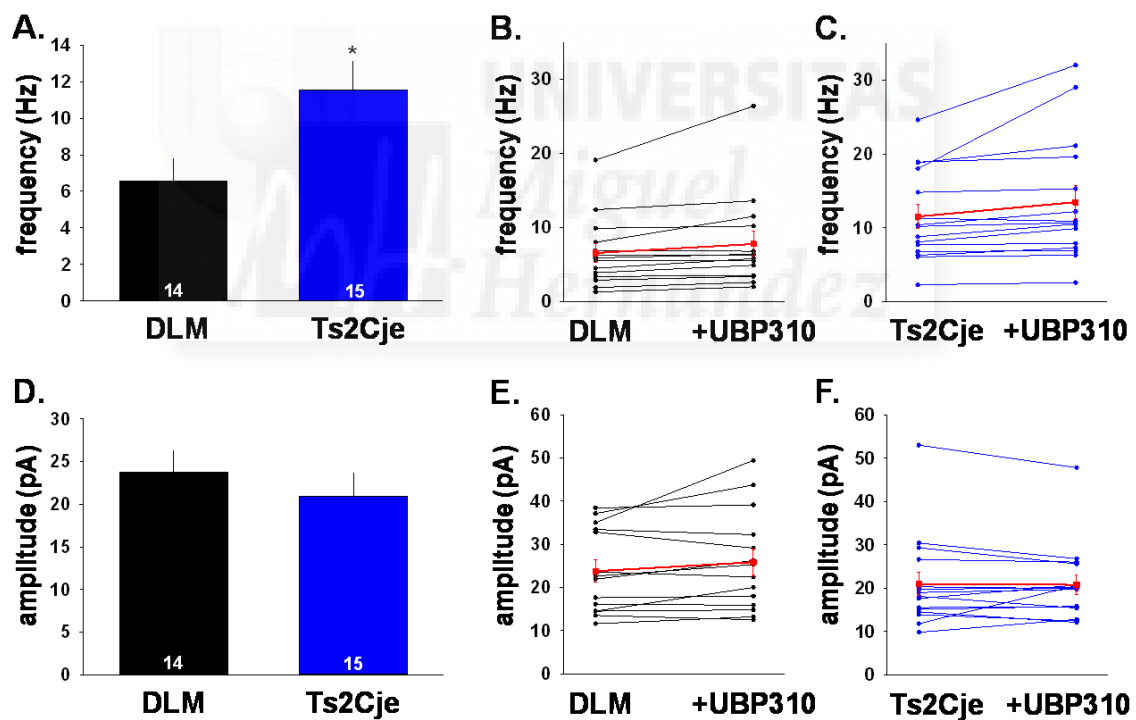 A.
frequency (Hz)
14
12
10
8
6
4
2
0
*
14
15
DLM
Ts2Cje
B.
frequency (Hz)
30
20
10
0
DLM
+UBP310
C.
frequency (Hz)
30
20
10
0
Ts2Cje
+UBP310
UNIVERSITAS
Miguel
Hernández
D.
amplitude (pA)
30
25
20
15
10
5
0
14
15
DLM
Ts2Cje
E.
amplitude (pA)
60
50
40
30
20
10
0
DLM
+UBP310
F.
amplitude (pA)
60
50
40
30
20
10
0
Ts2Cje
+UBP310